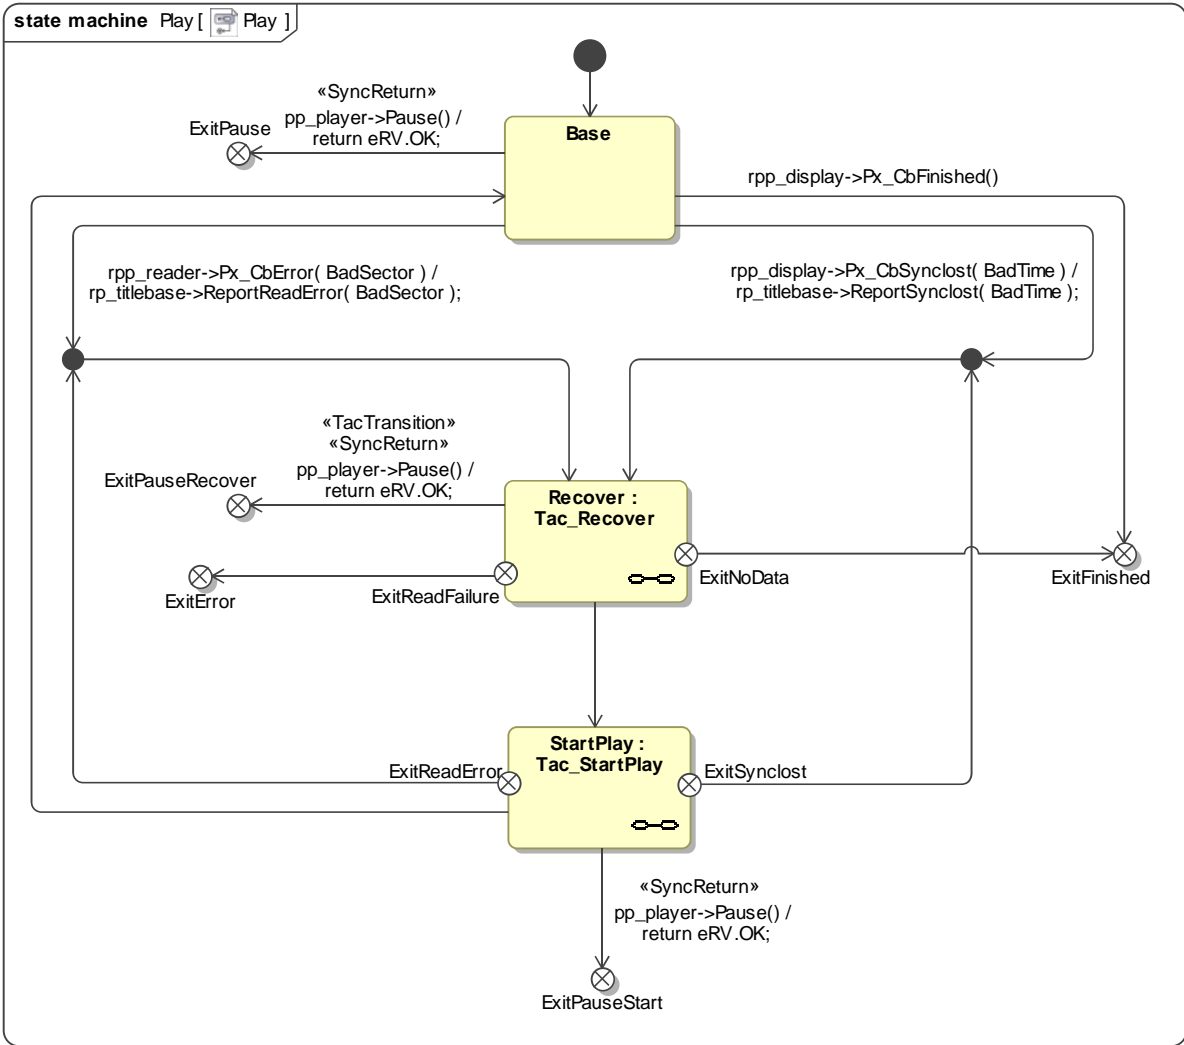 state machine Play [ Play ]
«SyncReturn»
pp_player->Pause() /
return eRV.OK;
ExitPause
Base
rpp_display->Px_CbFinished()
rpp_reader->Px_CbError( BadSector ) /
rp_titlebase->ReportReadError( BadSector );
rpp_display->Px_CbSynclost( BadTime ) /
rp_titlebase->ReportSynclost( BadTime );
«TacTransition»
«SyncReturn»
pp_player->Pause() /
return eRV.OK;
ExitPauseRecover
Recover :
Tac_Recover
ExitNoData
ExitFinished
ExitReadFailure
ExitError
StartPlay :
Tac_StartPlay
ExitReadError
ExitSynclost
«SyncReturn»
pp_player->Pause() /
return eRV.OK;
ExitPauseStart